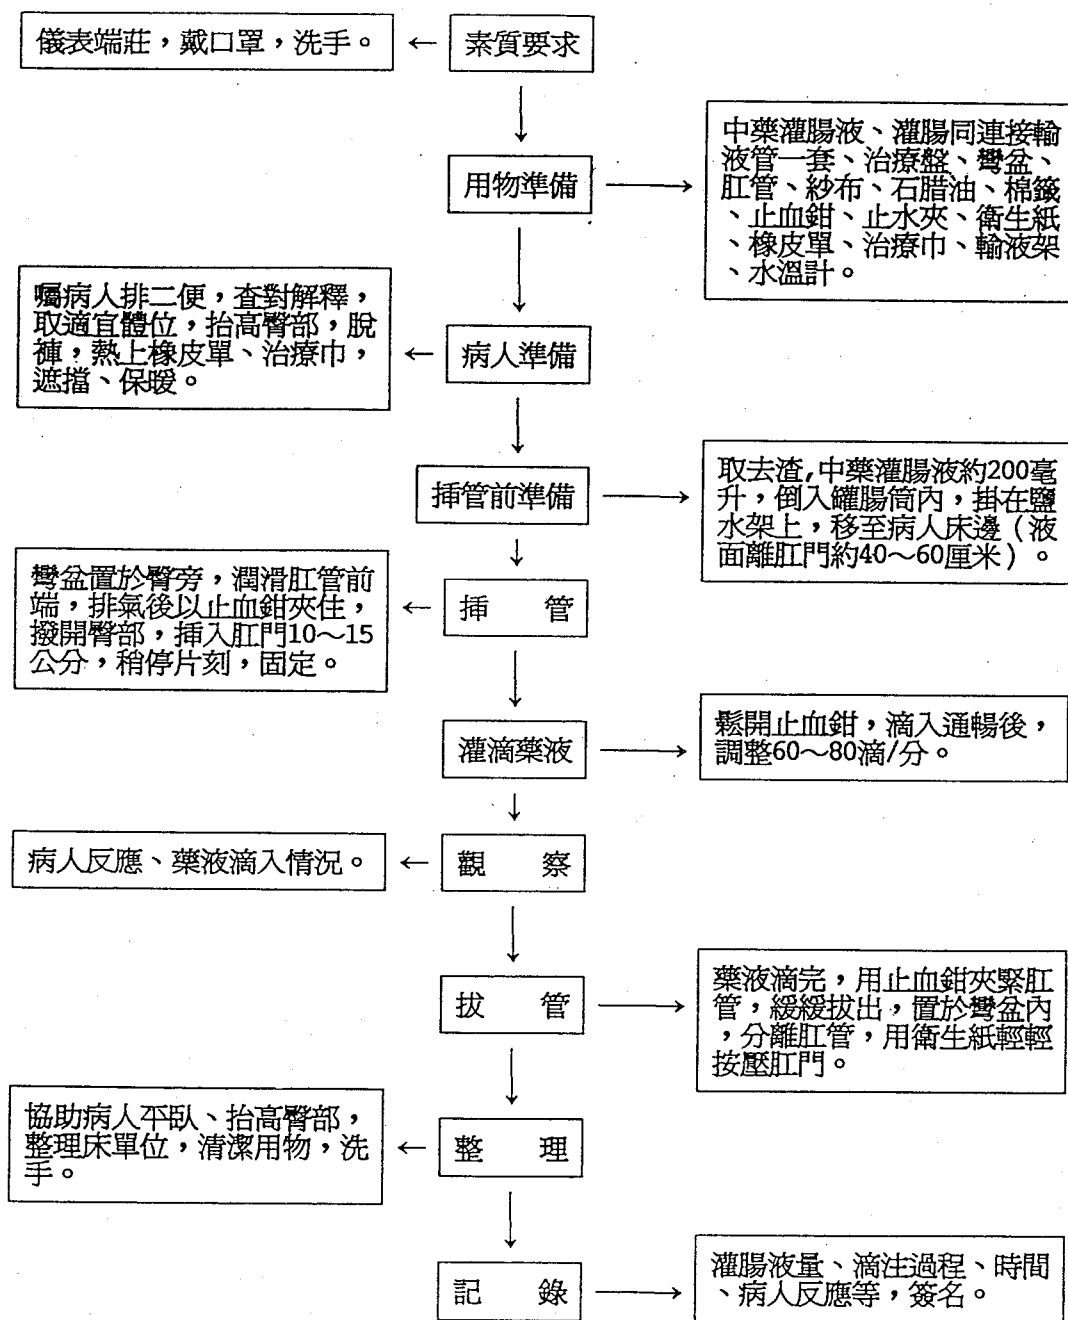 素質要求
儀表端莊，戴口罩，洗手。
用物準備
中藥灌腸液、灌腸同連接輸
液管一套、治療盤、彎盆、
肛管、紗布、石腊油、棉籤
、止血鉗、止水夾、衛生紙
、橡皮單、治療巾、輸液架
、水溫計。
病人準備
囑病人排二便，查對解釋，
取適宜體位，抬高臀部，脫
褲，熱上橡皮單、治療巾，
遮擋、保暖。
挿管前準備
取去渣,中藥灌腸液約200毫
升，倒入罐腸筒內，掛在鹽
水架上，移至病人床邊（液
面離肛門約40～60厘米）。
挿　管
彎盆置於臀旁，潤滑肛管前
端，排氣後以止血鉗夾住，
撥開臀部，挿入肛門10～15
公分，稍停片刻，固定。
灌滴藥液
鬆開止血鉗，滴入通暢後，
調整60～80滴/分。
觀　察
病人反應、藥液滴入情況。
拔　管
藥液滴完，用止血鉗夾緊肛
管，緩緩拔出，置於彎盆內
，分離肛管，用衛生紙輕輕
按壓肛門。
整　理
協助病人平臥、抬高臀部，
整理床單位，清潔用物，洗
手。
記　錄
灌腸液量、滴注過程、時間
、病人反應等，簽名。